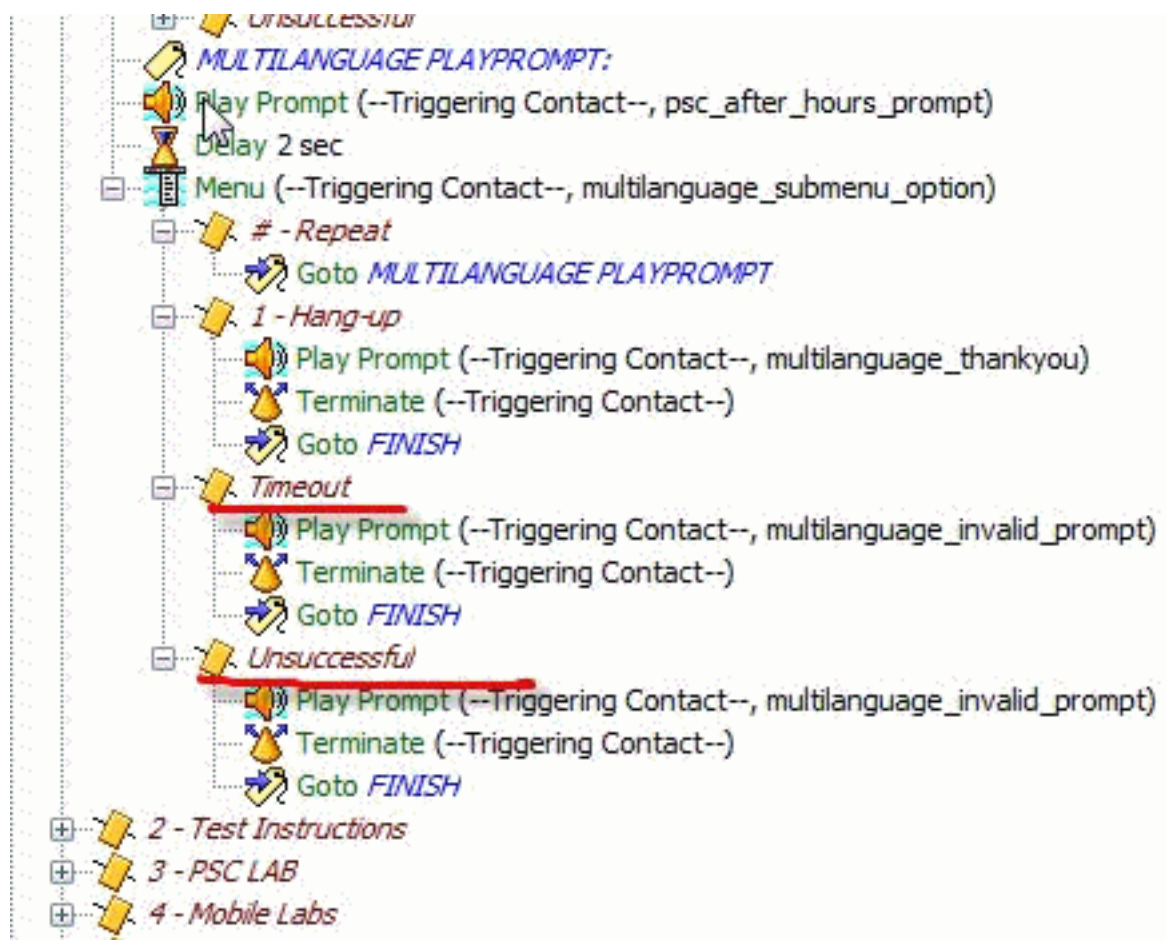 Unsuccessful
MULTILANGUAGE PLAYPROMPT:
Play Prompt (--Triggering Contact--, psc_after_hours_prompt)
Delay 2 sec
Menu (--Triggering Contact--, multilanguage_submenu_option)
# - Repeat
Goto MULTILANGUAGE PLAYPROMPT
1 - Hang-up
Play Prompt (--Triggering Contact--, multilanguage_thankyou)
Terminate (--Triggering Contact--)
Goto FINISH
Timeout
Play Prompt (--Triggering Contact--, multilanguage_invalid_prompt)
Terminate (--Triggering Contact--)
Goto FINISH
Unsuccessful
Play Prompt (--Triggering Contact--, multilanguage_invalid_prompt)
Terminate (--Triggering Contact--)
Goto FINISH
2 - Test Instructions
3 - PSC LAB
4 - Mobile Labs